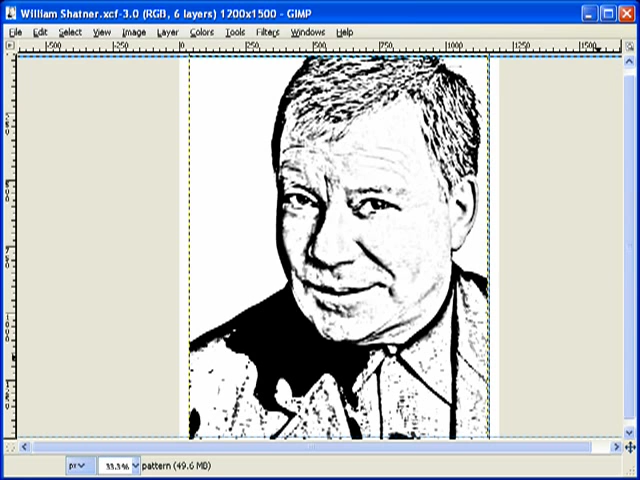 William Shatner.xcf-3.0 (RGB, 6 layers) 1200x1500 - GIMP
File Edit Select View Image Layer Colors Tools Filters Windows Help
-500 -250 0 250 500 750 1000 1250 1500
px 33.3% pattern (49.6 MB)